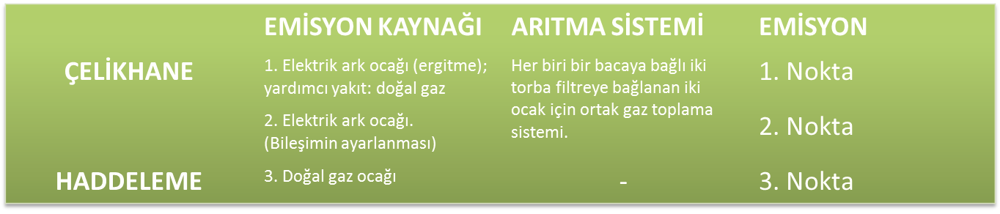 EMİSYON KAYNAĞI ARITMA SİSTEMİ EMİSYON
ÇELİKHANE
1. Elektrik ark ocağı (ergitme);
yardımcı yakıt: doğal gaz
2. Elektrik ark ocağı.
(Bileşimin ayarlanması)
Her biri bir bacaya bağlı iki
torba filtreye bağlanan iki
ocak için ortak gaz toplama
sistemi.
1. Nokta
2. Nokta
HADDELEME 3. Doğal gaz ocağı - 3. Nokta